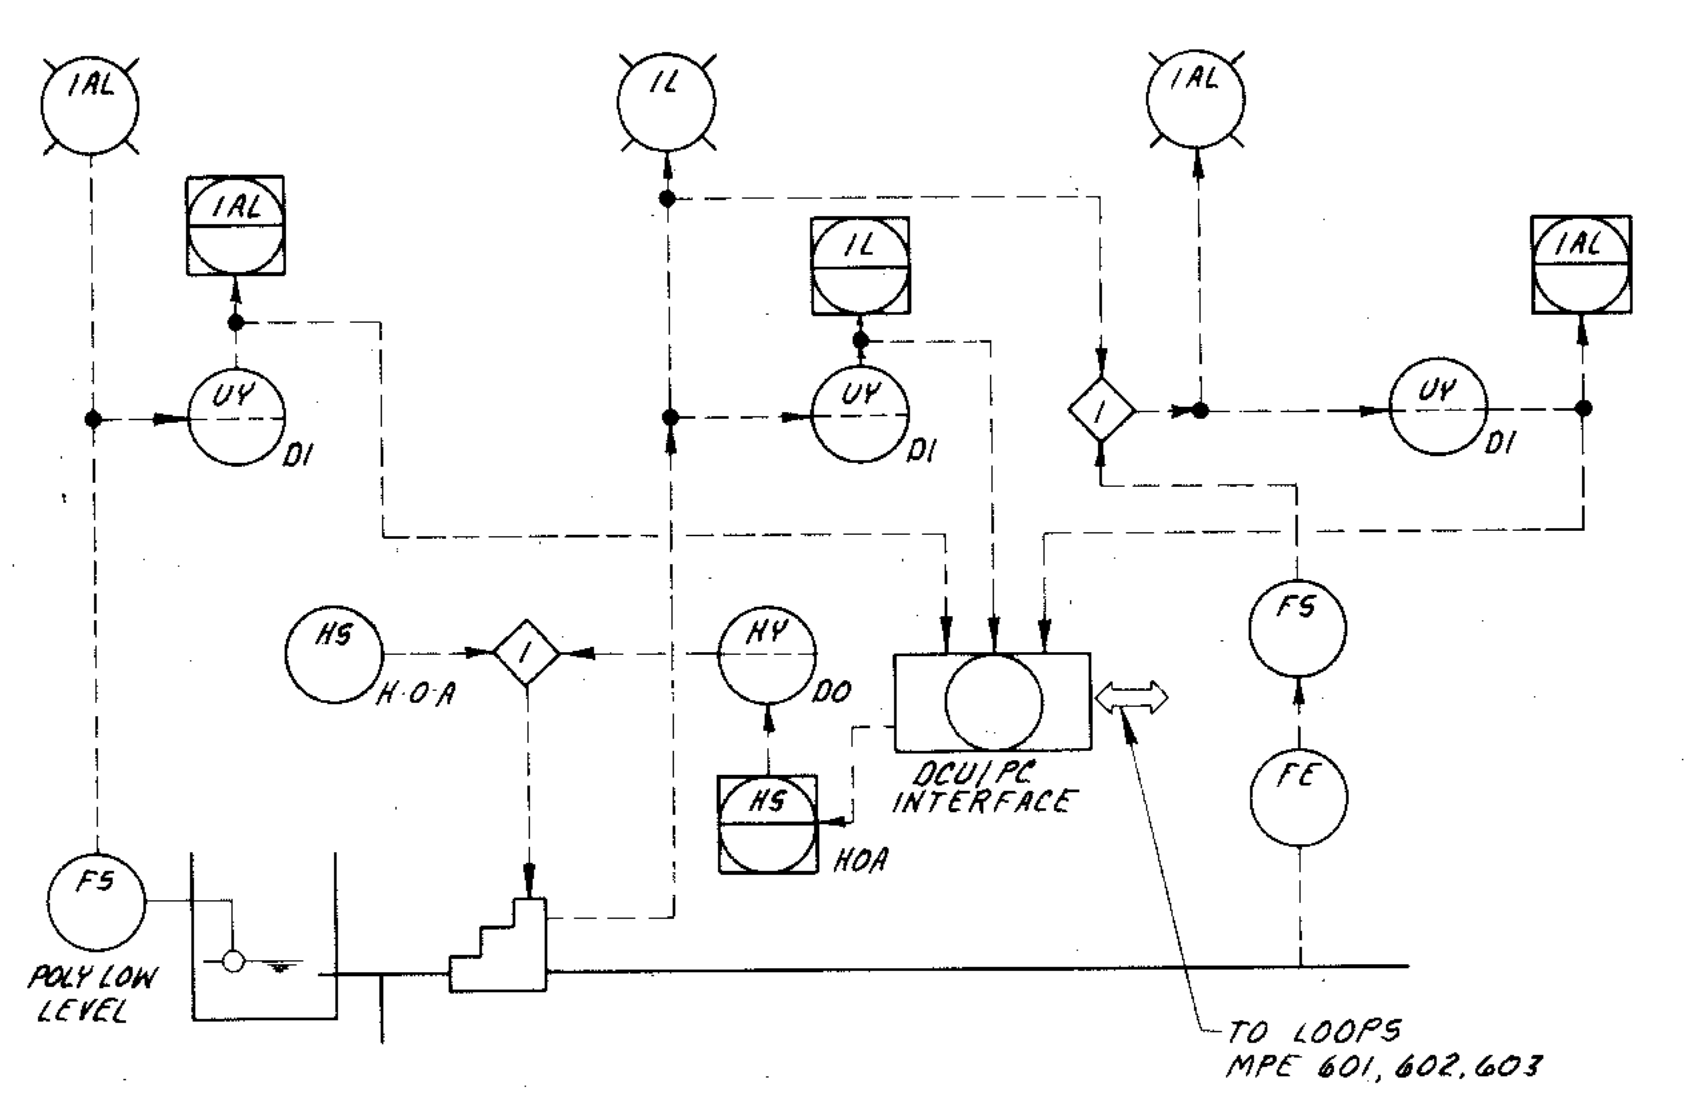 IAL
IL
IAL
IAL
IL
IAL
UY
DI
UY
DI
UY
DI
I
FS
HS
H-O-A
I
HY
DO
DCU/PC
INTERFACE
HS
HOA
FE
FS
POLY LOW
LEVEL
TO LOOPS
MPE 601, 602, 603